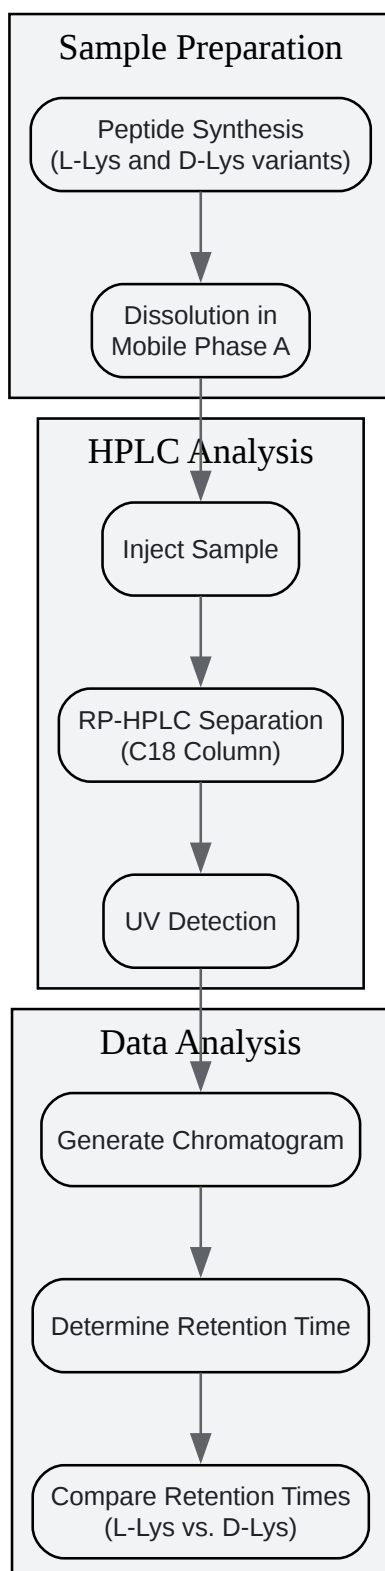 Sample Preparation
Peptide Synthesis
(L-Lys and D-Lys variants)
Dissolution in
Mobile Phase A
HPLC Analysis
Inject Sample
RP-HPLC Separation
(C18 Column)
UV Detection
Data Analysis
Generate Chromatogram
Determine Retention Time
Compare Retention Times
(L-Lys vs. D-Lys)